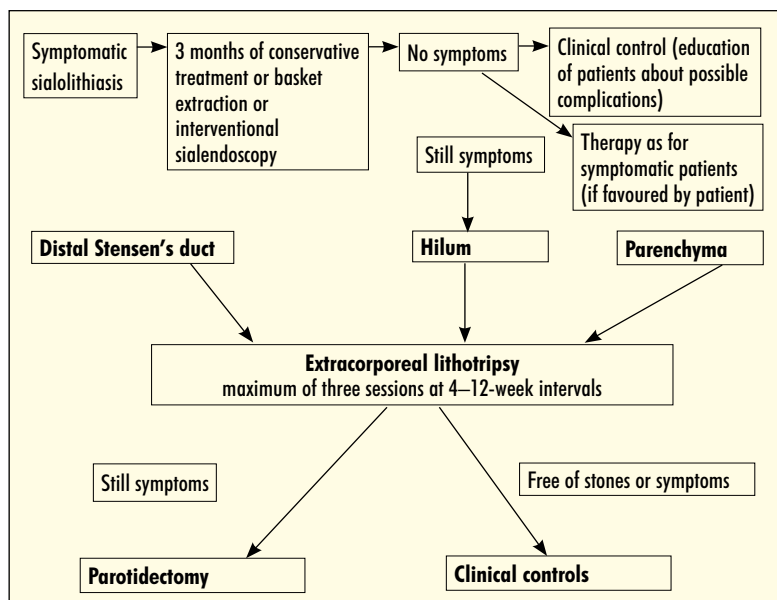 Symptomatic
sialolithiasis
3 months of conservative
treatment or basket
extraction or
interventional
sialendoscopy
No symptoms
Clinical control (education
of patients about possible
complications)
Therapy as for
symptomatic patients
(if favoured by patient)
Still symptoms
Distal Stensen’s duct
Hilum
Parenchyma
Extracorporeal lithotripsy
maximum of three sessions at 4–12-week intervals
Still symptoms
Free of stones or symptoms
Parotidectomy
Clinical controls